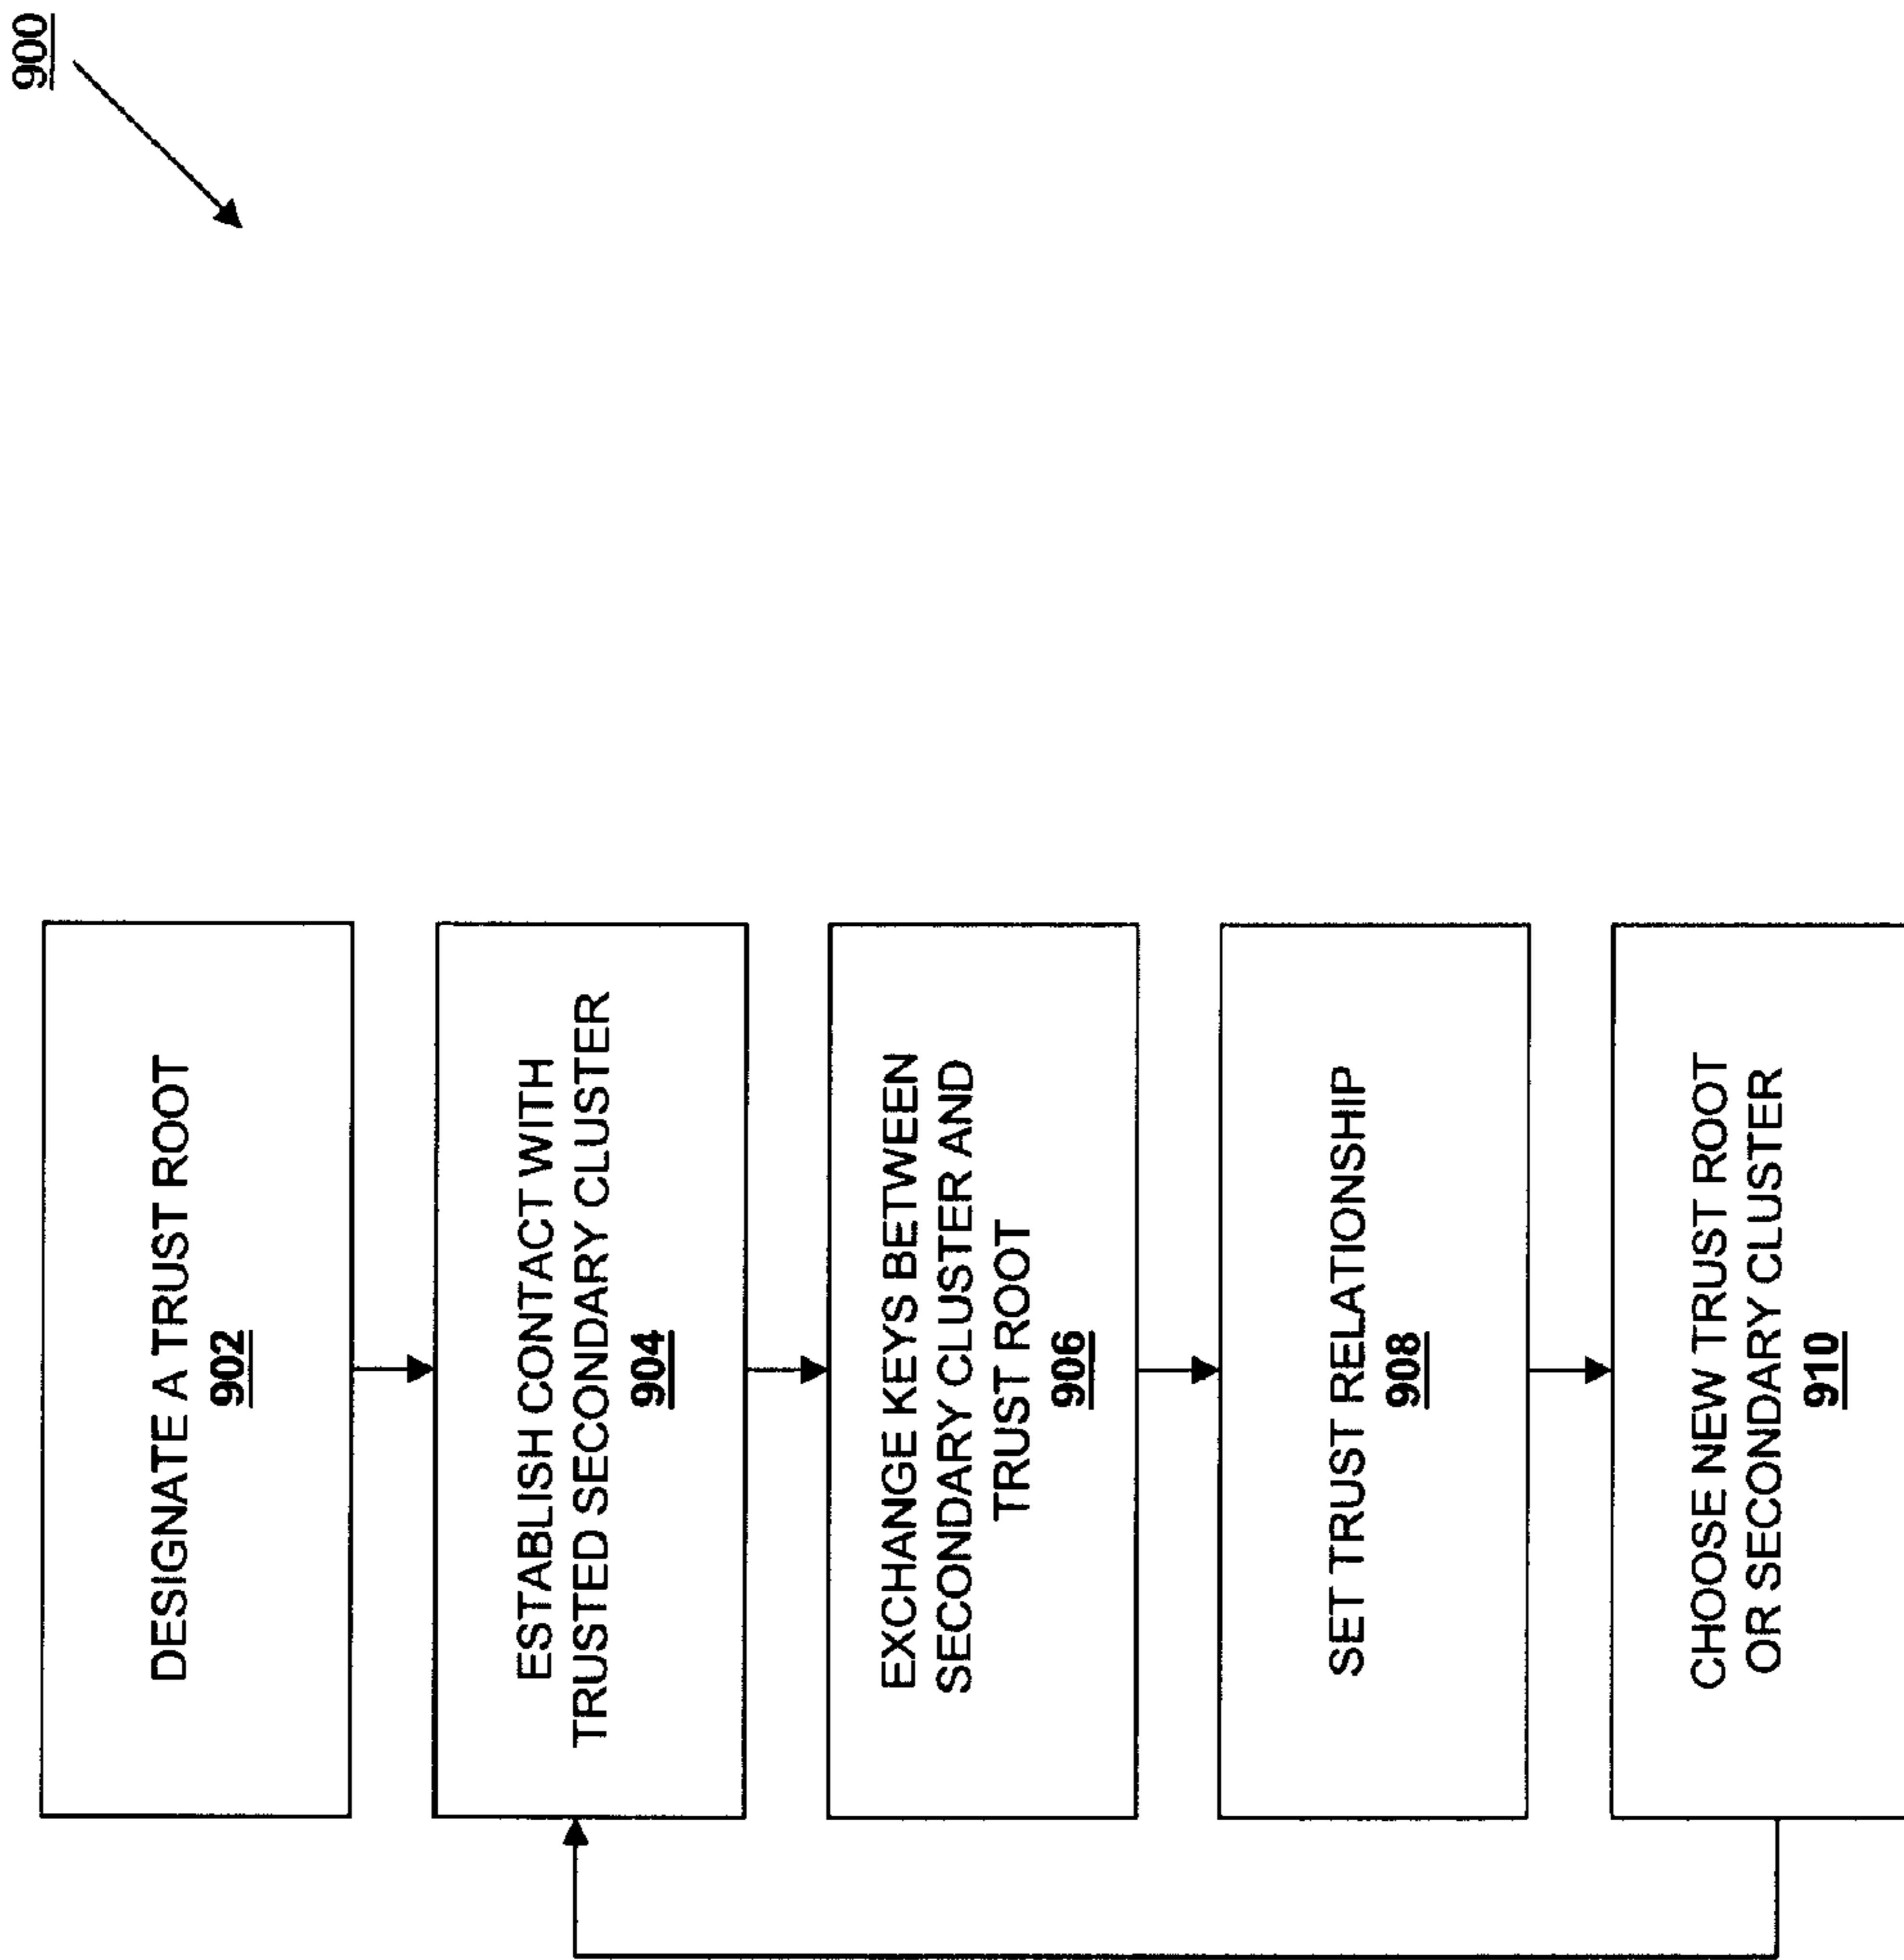 900
DESIGNATE A TRUST ROOT
902
ESTABLISH CONTACT WITH
TRUSTED SECONDARY CLUSTER
904
EXCHANGE KEYS BETWEEN
SECONDARY CLUSTER AND
TRUST ROOT
906
SET TRUST RELATIONSHIP
908
CHOOSE NEW TRUST ROOT
OR SECONDARY CLUSTER
910